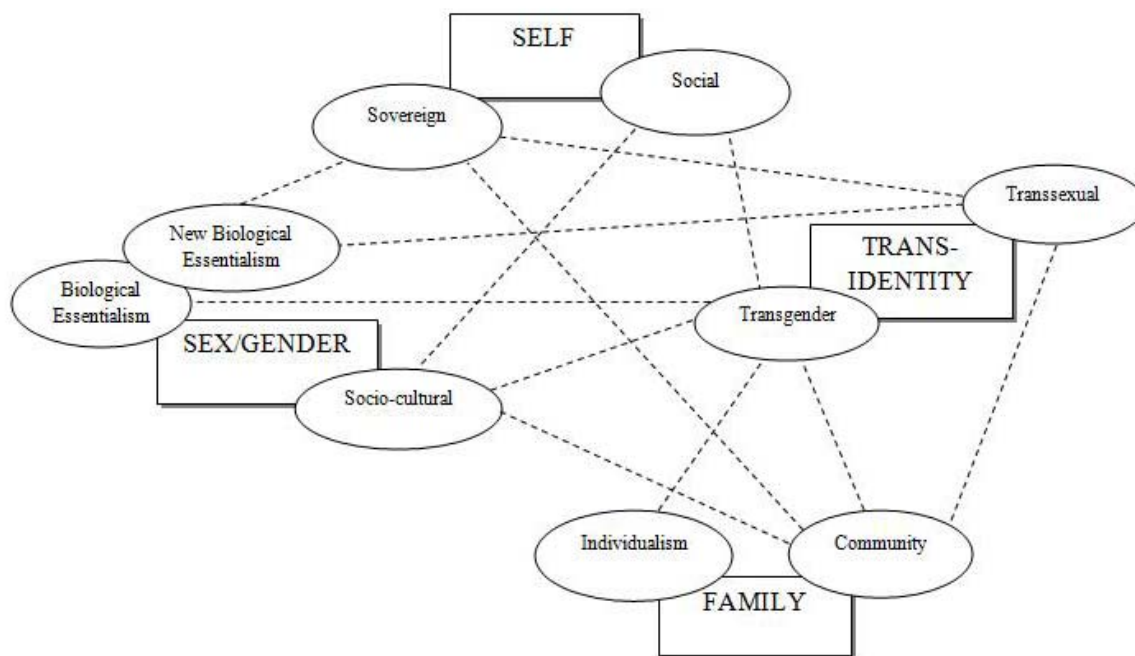 SELF
Social
Sovereign
Transsexual
New Biological
Essentialism
TRANS-
IDENTITY
Biological
Essentialism
Transgender
SEX/GENDER
Socio-cultural
Individualism
Community
FAMILY